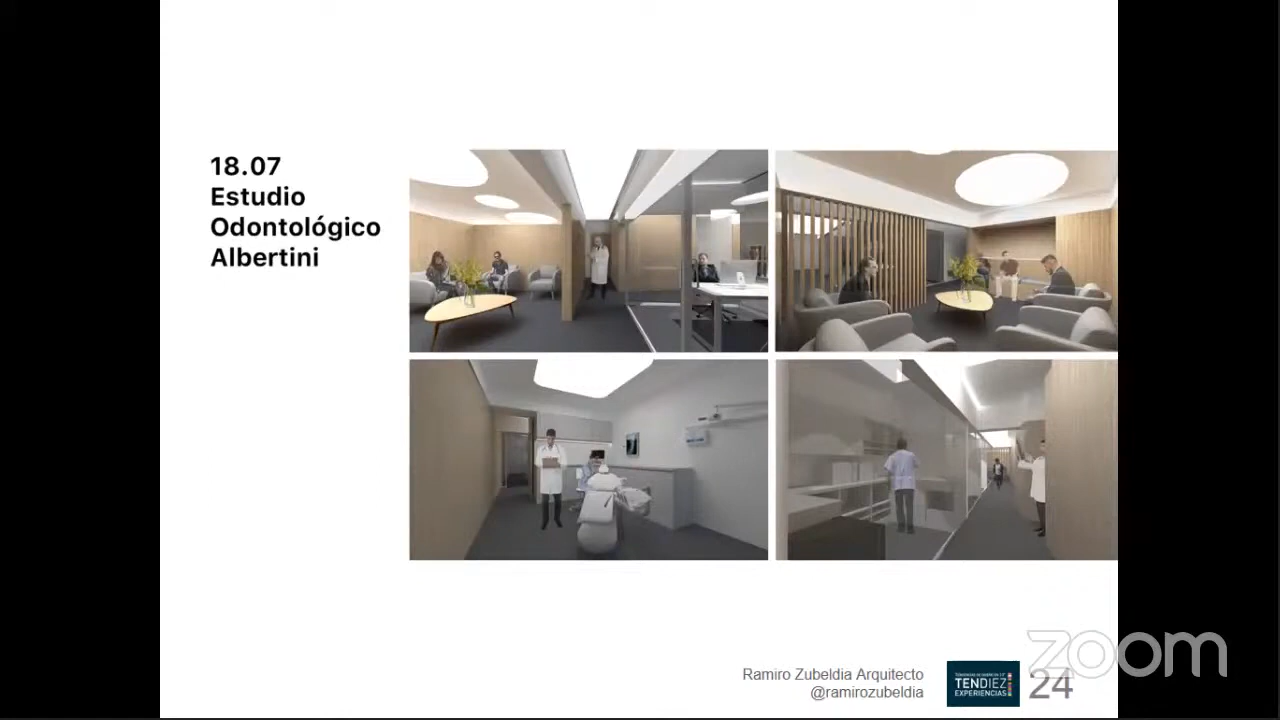 18.07
Estudio
Odontológico
Albertini
Ramiro Zubeldia Arquitecto
@ramirozubeldia
TENDIEZ
EXPERIENCIAS
24
zoom